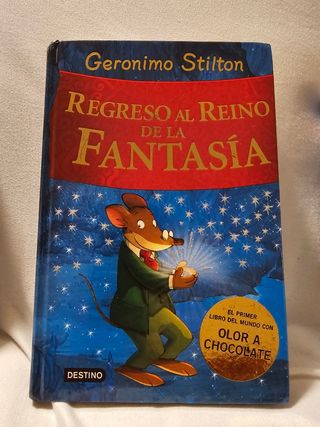 Geronimo Stilton
REGRESO AL REINO
DE LA
FANTASÍA
EL PRIMER
LIBRO DEL MUNDO CON
OLOR A
CHOCOLATE
DESTINO